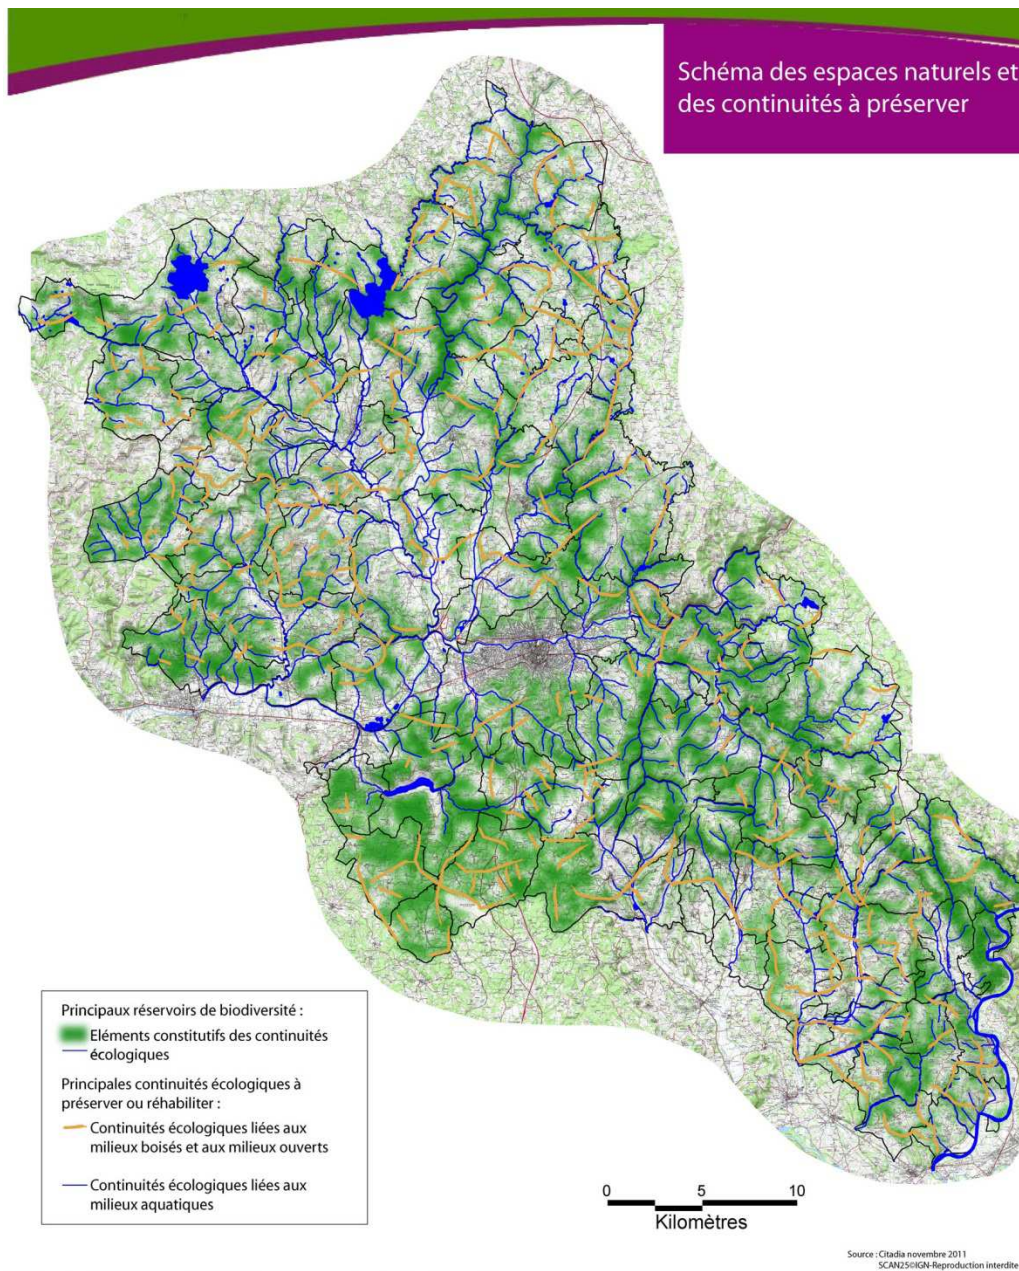 Schéma des espaces naturels et
des continuités à préserver
Principaux réservoirs de biodiversité :
Eléments constitutifs des continuités
écologiques
Principales continuités écologiques à
préserver ou réhabiliter :
Continuités écologiques liées aux
milieux boisés et aux milieux ouverts
Continuités écologiques liées aux
milieux aquatiques
0 5 10
Kilomètres
Source : Citadia novembre 2011
SCAN25©IGN-Reproduction interdite